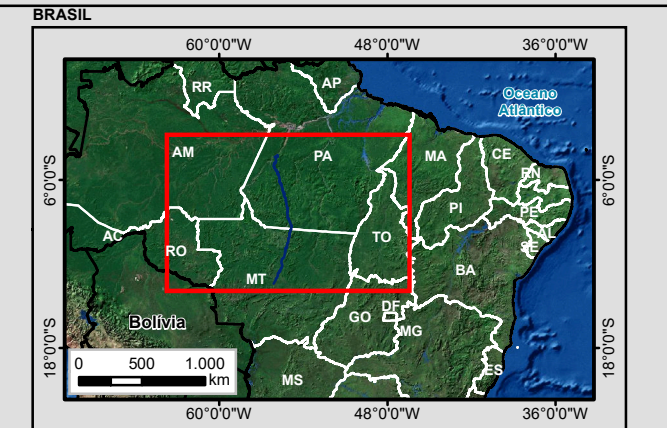 BRASIL
60°0'0"W 48°0'0"W 36°0'0"W
RR
AP
Oceano
Atlântico
AM
PA
MA
CE
RN
6°0'0"S
6°0'0"S
PI
PE
AC
RO
TO
AL
SE
MT
BA
Bolívia
GO
DF
MG
18°0'0"S
18°0'0"S
0 500 1.000
km
MS
ES
60°0'0"W 48°0'0"W 36°0'0"W